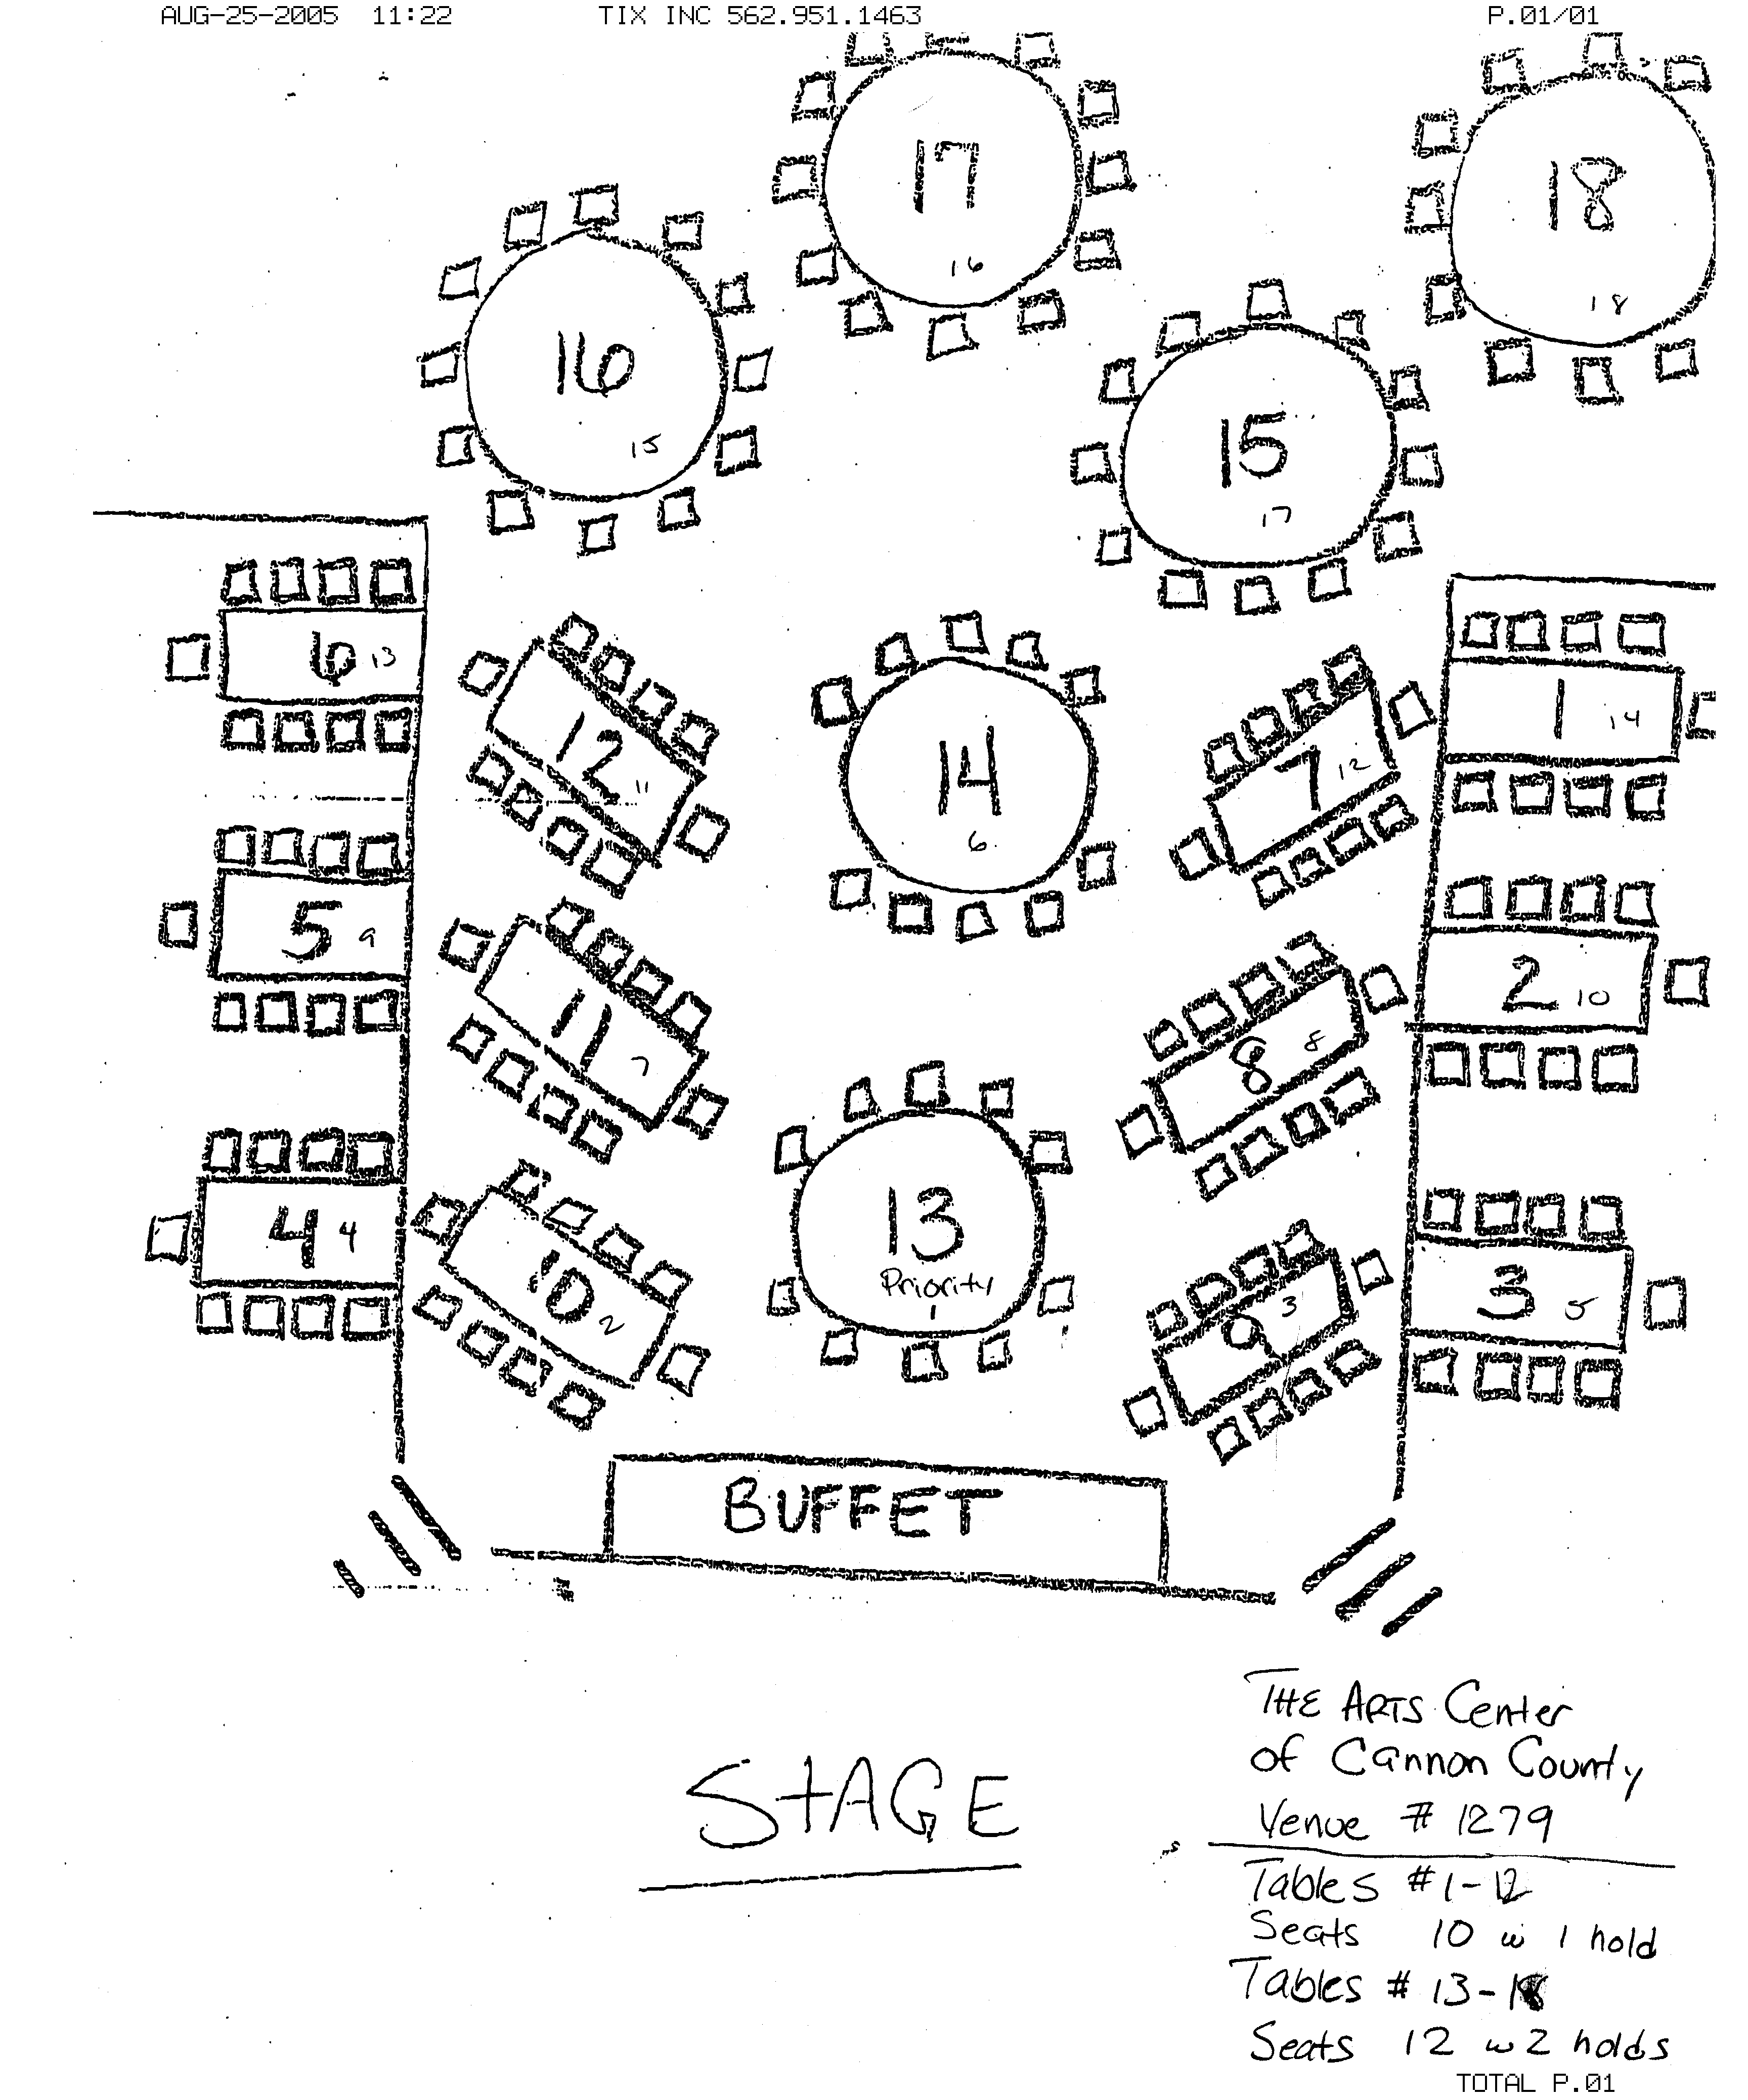 AUG-25-2005 11:22 TIX INC 562.951.1463 P.01/01
17
16
18
18
16
15
15
17
6 13
12 11
14
6
7 12
1 14
5 9
11 7
8 8
2 10
4 4
10 2
13
Priority
1
9 3
3 5
BUFFET
STAGE
THE ARTS Center
of Cannon County
Venue # 1279
Tables #1-12
Seats 10 w 1 hold
Tables # 13-18
Seats 12 w 2 holds
TOTAL P.01